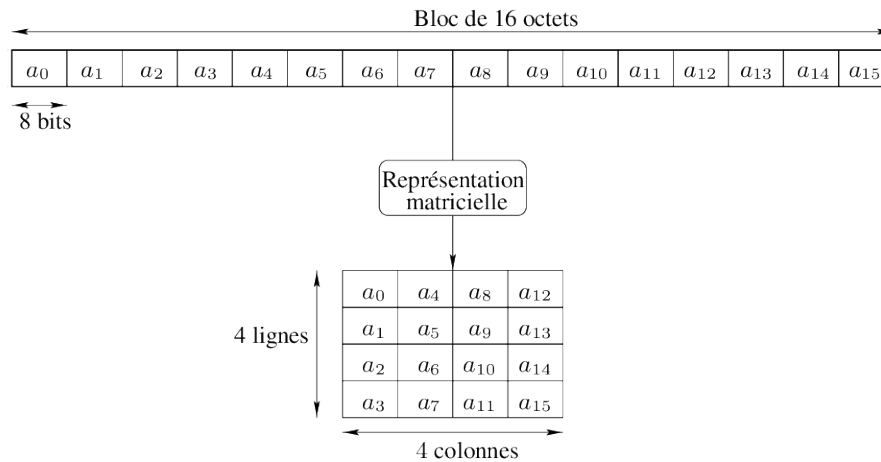 Bloc de 16 octets
a₀ a₁ a₂ a₃ a₄ a₅ a₆ a₇ a₈ a₉ a₁₀ a₁₁ a₁₂ a₁₃ a₁₄ a₁₅
8 bits
Représentation
matricielle
a₀ a₄ a₈ a₁₂
a₁ a₅ a₉ a₁₃
4 lignes
a₂ a₆ a₁₀ a₁₄
a₃ a₇ a₁₁ a₁₅
4 colonnes